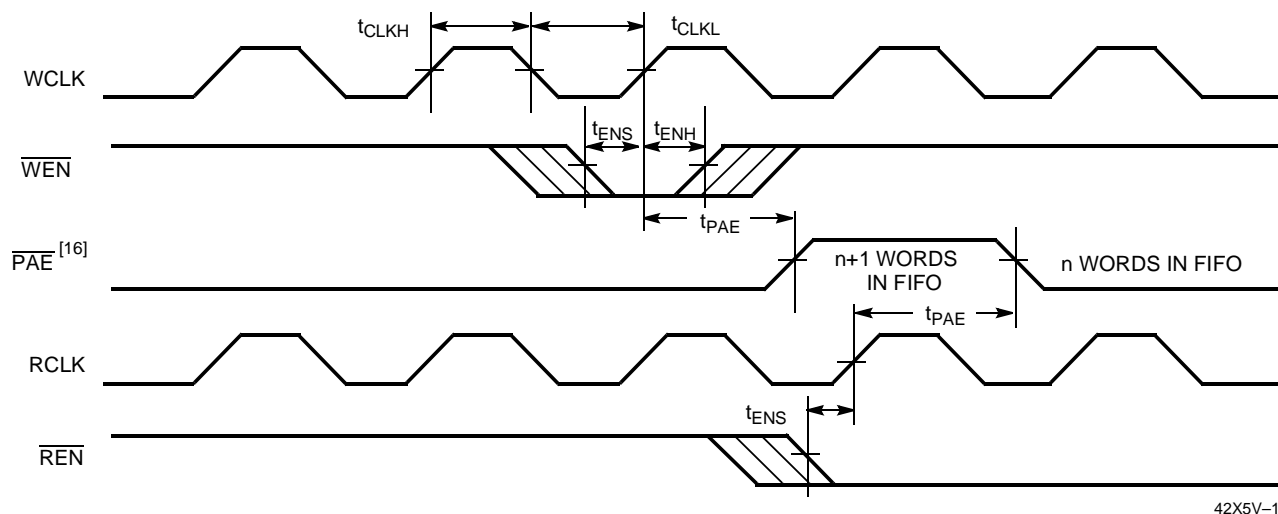 tCLKH
tCLKL
WCLK
tENS
tENH
WEN
tPAE
PAE [16]
n+1 WORDS
IN FIFO
n WORDS IN FIFO
tPAE
RCLK
tENS
REN
42X5V–1